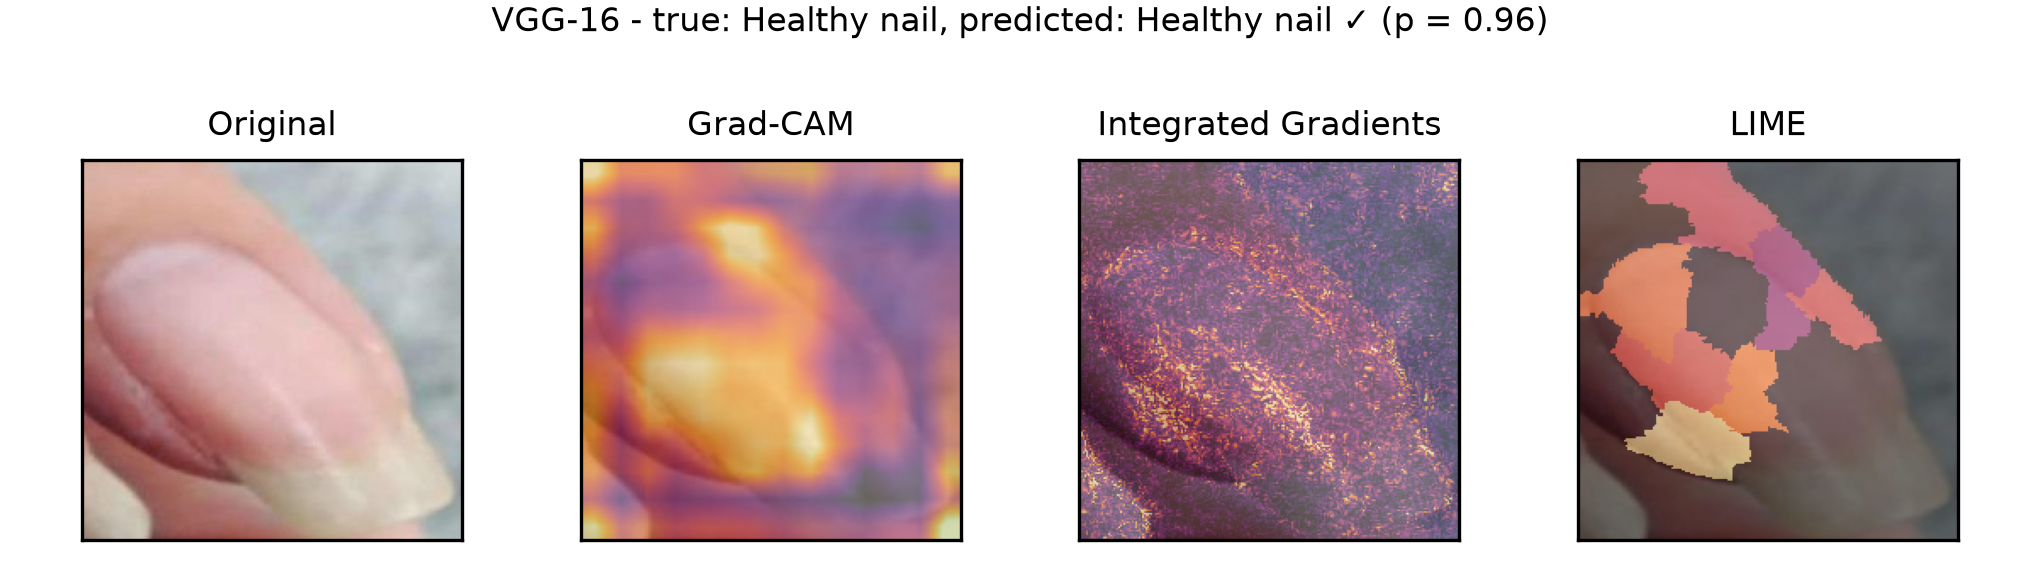 VGG-16 - true: Healthy nail, predicted: Healthy nail ✓ (p = 0.96)
Original
Grad-CAM
Integrated Gradients
LIME